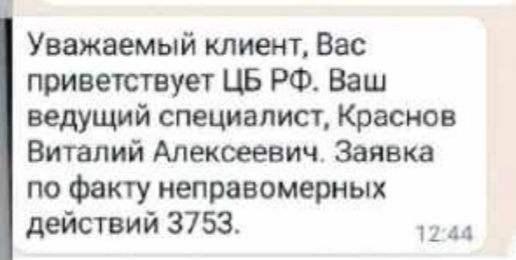 Уважаемый клиент, Вас
приветствует ЦБ РФ. Ваш
ведущий специалист, Краснов
Виталий Алексеевич. Заявка
по факту неправомерных
действий 3753.
12:44